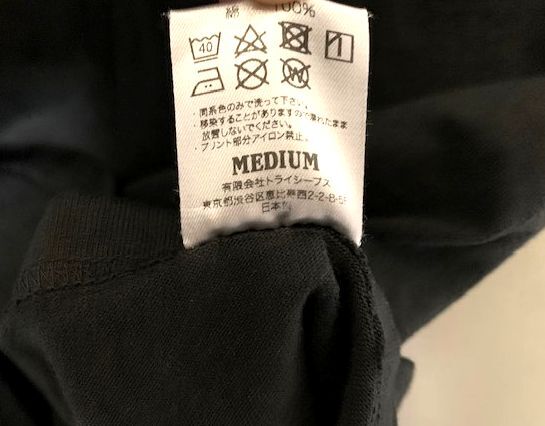 綿 100%
40
・同系色のみで洗って下さい。
・移染することがありますので濡れたまま
放置しないでください。
・プリント部分アイロン禁止。
MEDIUM
有限会社トライシープス
東京都渋谷区恵比寿西2-2-8-5F
日本製